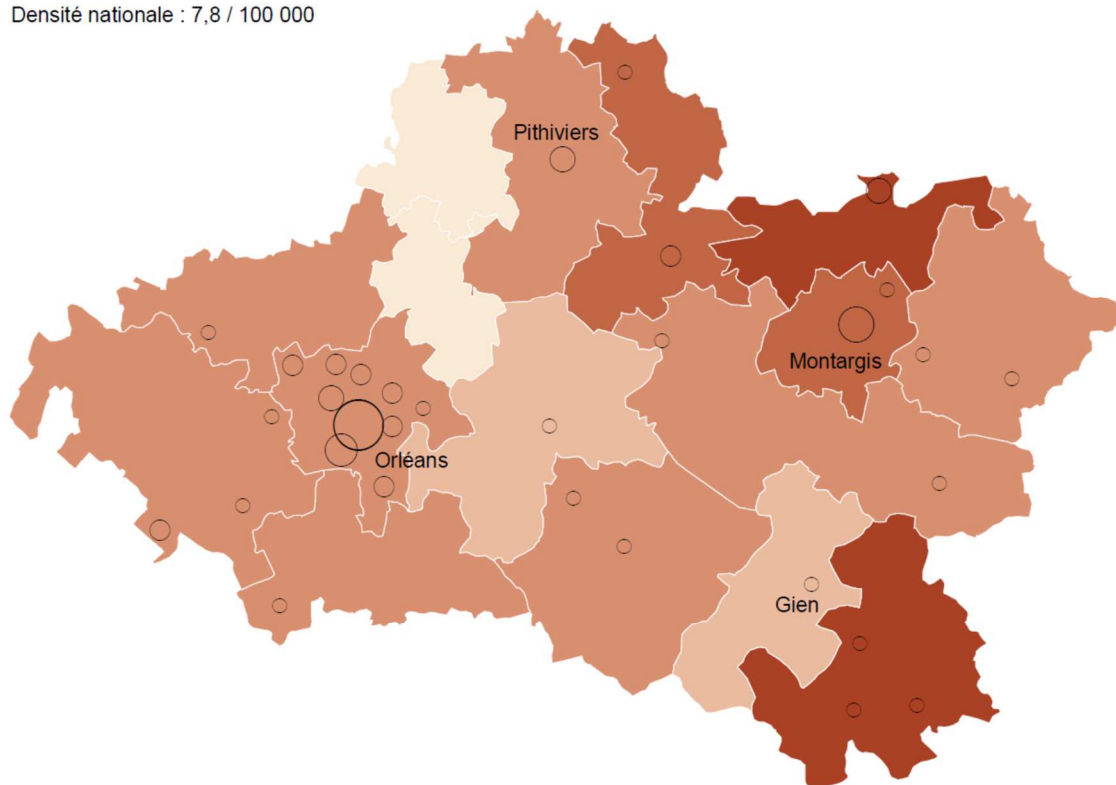 Densité nationale : 7,8 / 100 000
Pithiviers
Montargis
Orléans
Gien